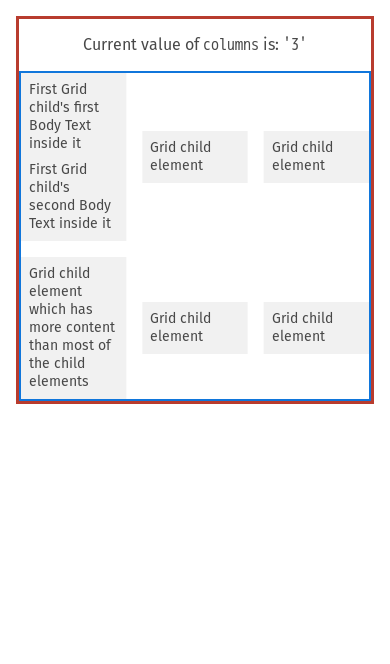 Current value of columns is: '3'
First Grid
child's first
Body Text
inside it
First Grid
child's
second Body
Text inside it
Grid child
element
Grid child
element
Grid child
element
which has
more content
than most of
the child
elements
Grid child
element
Grid child
element